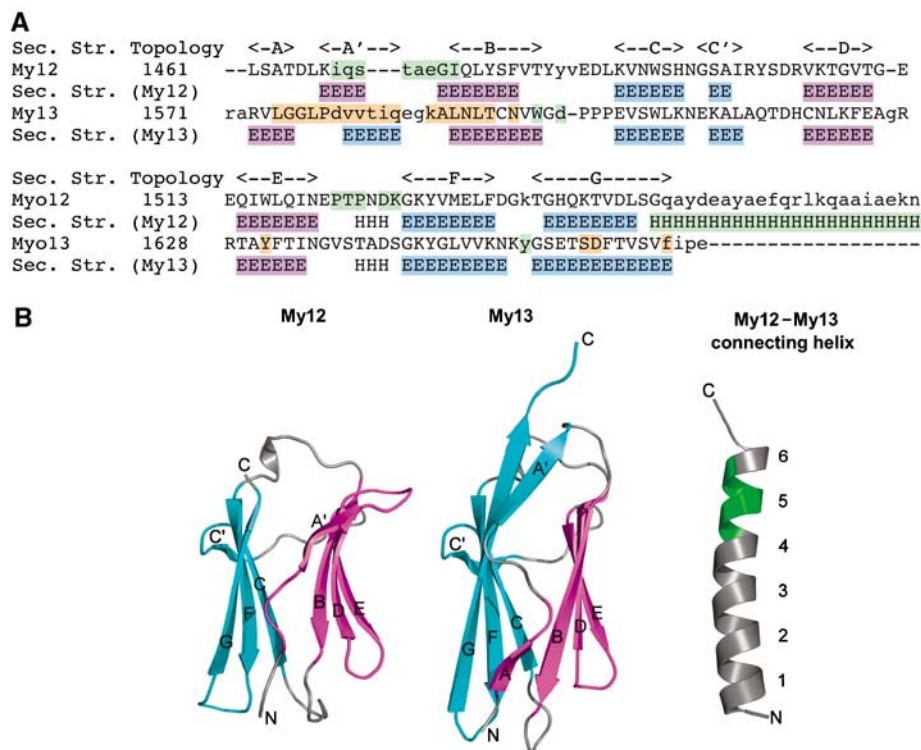 A
Sec. Str. Topology <-A> <-A'--> <---B---> <--C--> <C'> <--D-->
My12 1461 --LSATDLKiqs---taeGIQLYSFVTYyvEDLKVNWSHNGSAIRYSDRVKTGVTG-E
Sec. Str. (My12) EEEE EEEEEEE EEEEEE EE EEEEEE
My13 1571 raRVLGGLPdvvtiqegkALNLTCNVWGd-PPPEVSWLKNEKALAQTDHCNLKFEAgR
Sec. Str. (My13) EEEE EEEEE EEEEEEEE EEEEEE EE EEEEEE
Sec. Str. Topology <--E--> <--F--> <----G---->
Myo12 1513 EQIWLQINEPTPNDKGKYVMELFDGkTGHQKTVDLSGqaydeayaefqrlkqaaiaekn
Sec. Str. (My12) EEEEEEE HHH EEEEEEEE EEEEEEEE HHHHHHHHHHHHHHHHHHHHHHH
Myo13 1628 RTAYFTINGVSTADSGKYGLVVKNKyGSETSDFTVSVfipe------------------
Sec. Str. (My13) EEEEEE HHH EEEEEEEEE EEEEEEEEEEEE
B
My12 My13 My12-My13
connecting helix
C
C
C
A'
6
C
5
A'
C'
C'
4
C
3
B
D
E
E
G
F
C
B
D
2
G
F
A
1
N
N
N